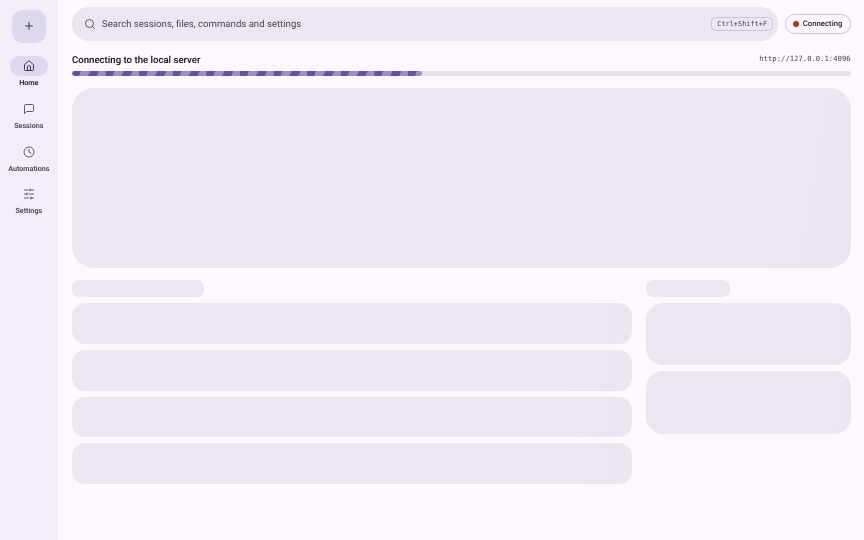 Search sessions, files, commands and settings
Ctrl+Shift+F
Connecting
Connecting to the local server
http://127.0.0.1:4096
Home
Sessions
Automations
Settings